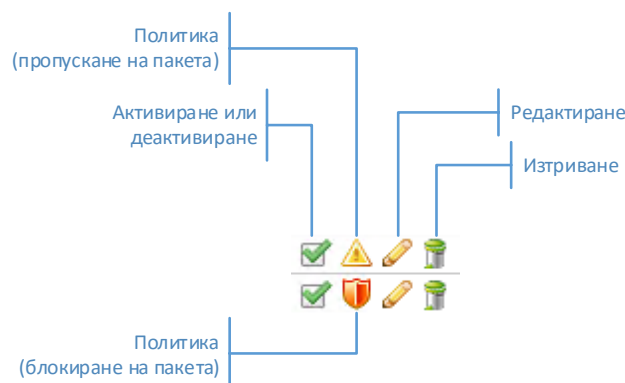 Политика
(пропускане на пакета)
Активиране или
деактивиране
Редактиране
Изтриване
Политика
(блокиране на пакета)